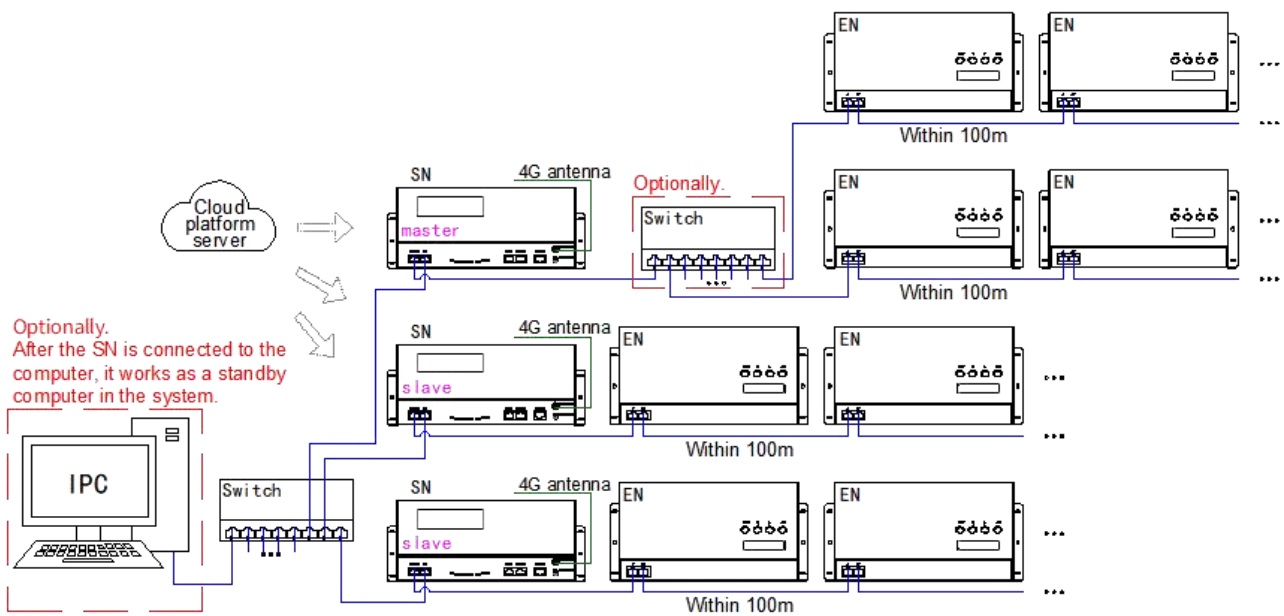 EN
EN
Within 100m
SN
4G antenna
Optionally.
EN
EN
Cloud
platform
server
master
Switch
Within 100m
Optionally.
After the SN is connected to the
computer, it works as a standby
computer in the system.
SN
4G antenna
EN
EN
slave
Within 100m
IPC
Switch
SN
4G antenna
EN
EN
slave
Within 100m